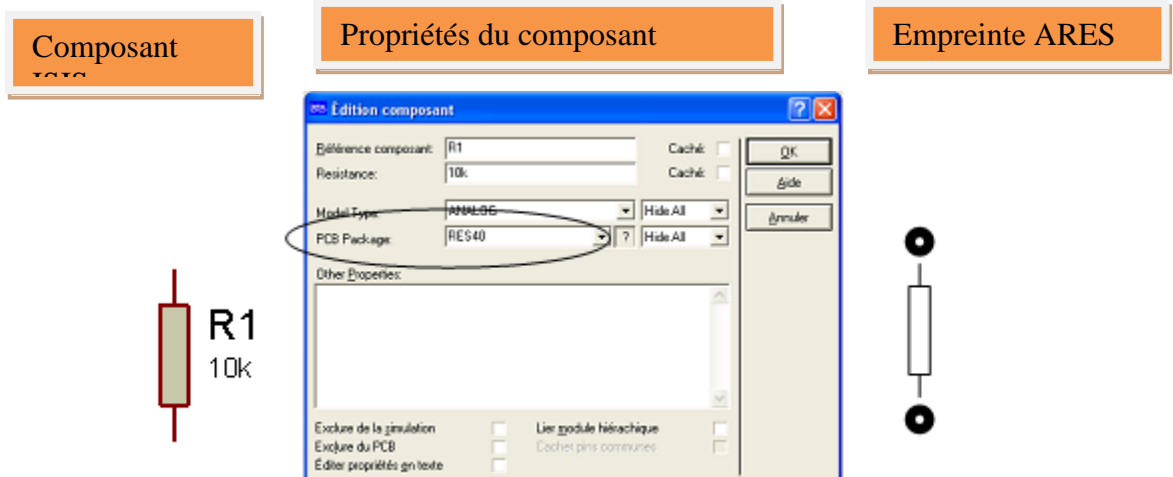 Composant
ISIS
Propriétés du composant
Empreinte ARES
Édition composant
Référence composant: R1 Caché:
Resistance: 10k Caché:
Model Type: ANALOG Hide All
PCB Package: RES40 ? Hide All
Other Properties:
OK
Aide
Annuler
Exclure de la simulation
Exclure du PCB
Éditer propriétés en texte
Lier module hiérachique
Cacher pins communes
R1
10k